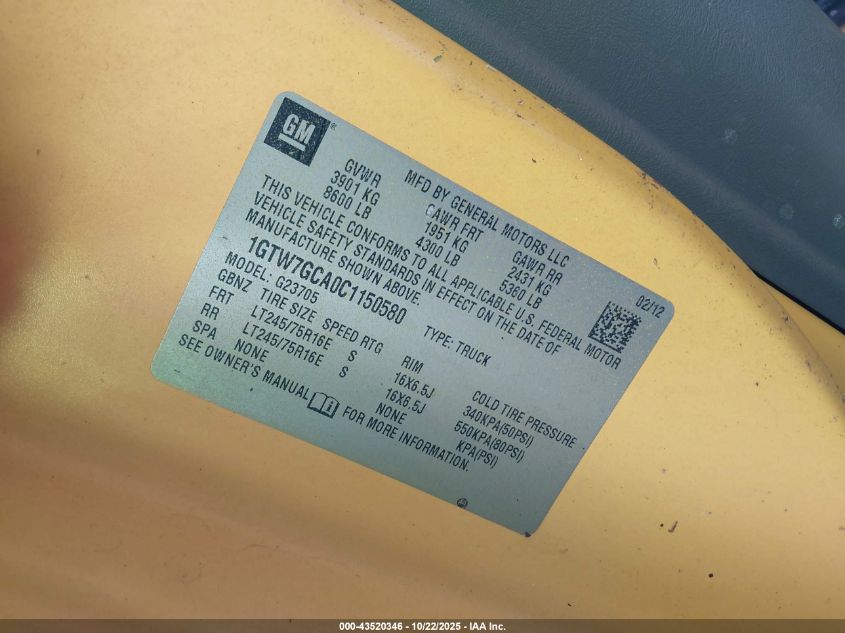 GM
MFD BY GENERAL MOTORS LLC 02/12
GVWR GAWR FRT GAWR RR
3901 KG 1951 KG 2431 KG
8600 LB 4300 LB 5360 LB
THIS VEHICLE CONFORMS TO ALL APPLICABLE U.S. FEDERAL MOTOR
VEHICLE SAFETY STANDARDS IN EFFECT ON THE DATE OF
MANUFACTURE SHOWN ABOVE.
1GTW7GCA0C1150580 TYPE: TRUCK
MODEL: G23705
GBNZ TIRE SIZE SPEED RTG RIM COLD TIRE PRESSURE
FRT LT245/75R16E S 16X6.5J 340KPA(50PSI)
RR LT245/75R16E S 16X6.5J 550KPA(80PSI)
SPA NONE NONE KPA(PSI)
SEE OWNER'S MANUAL FOR MORE INFORMATION.
000-43520346 - 10/22/2025 - IAA Inc.